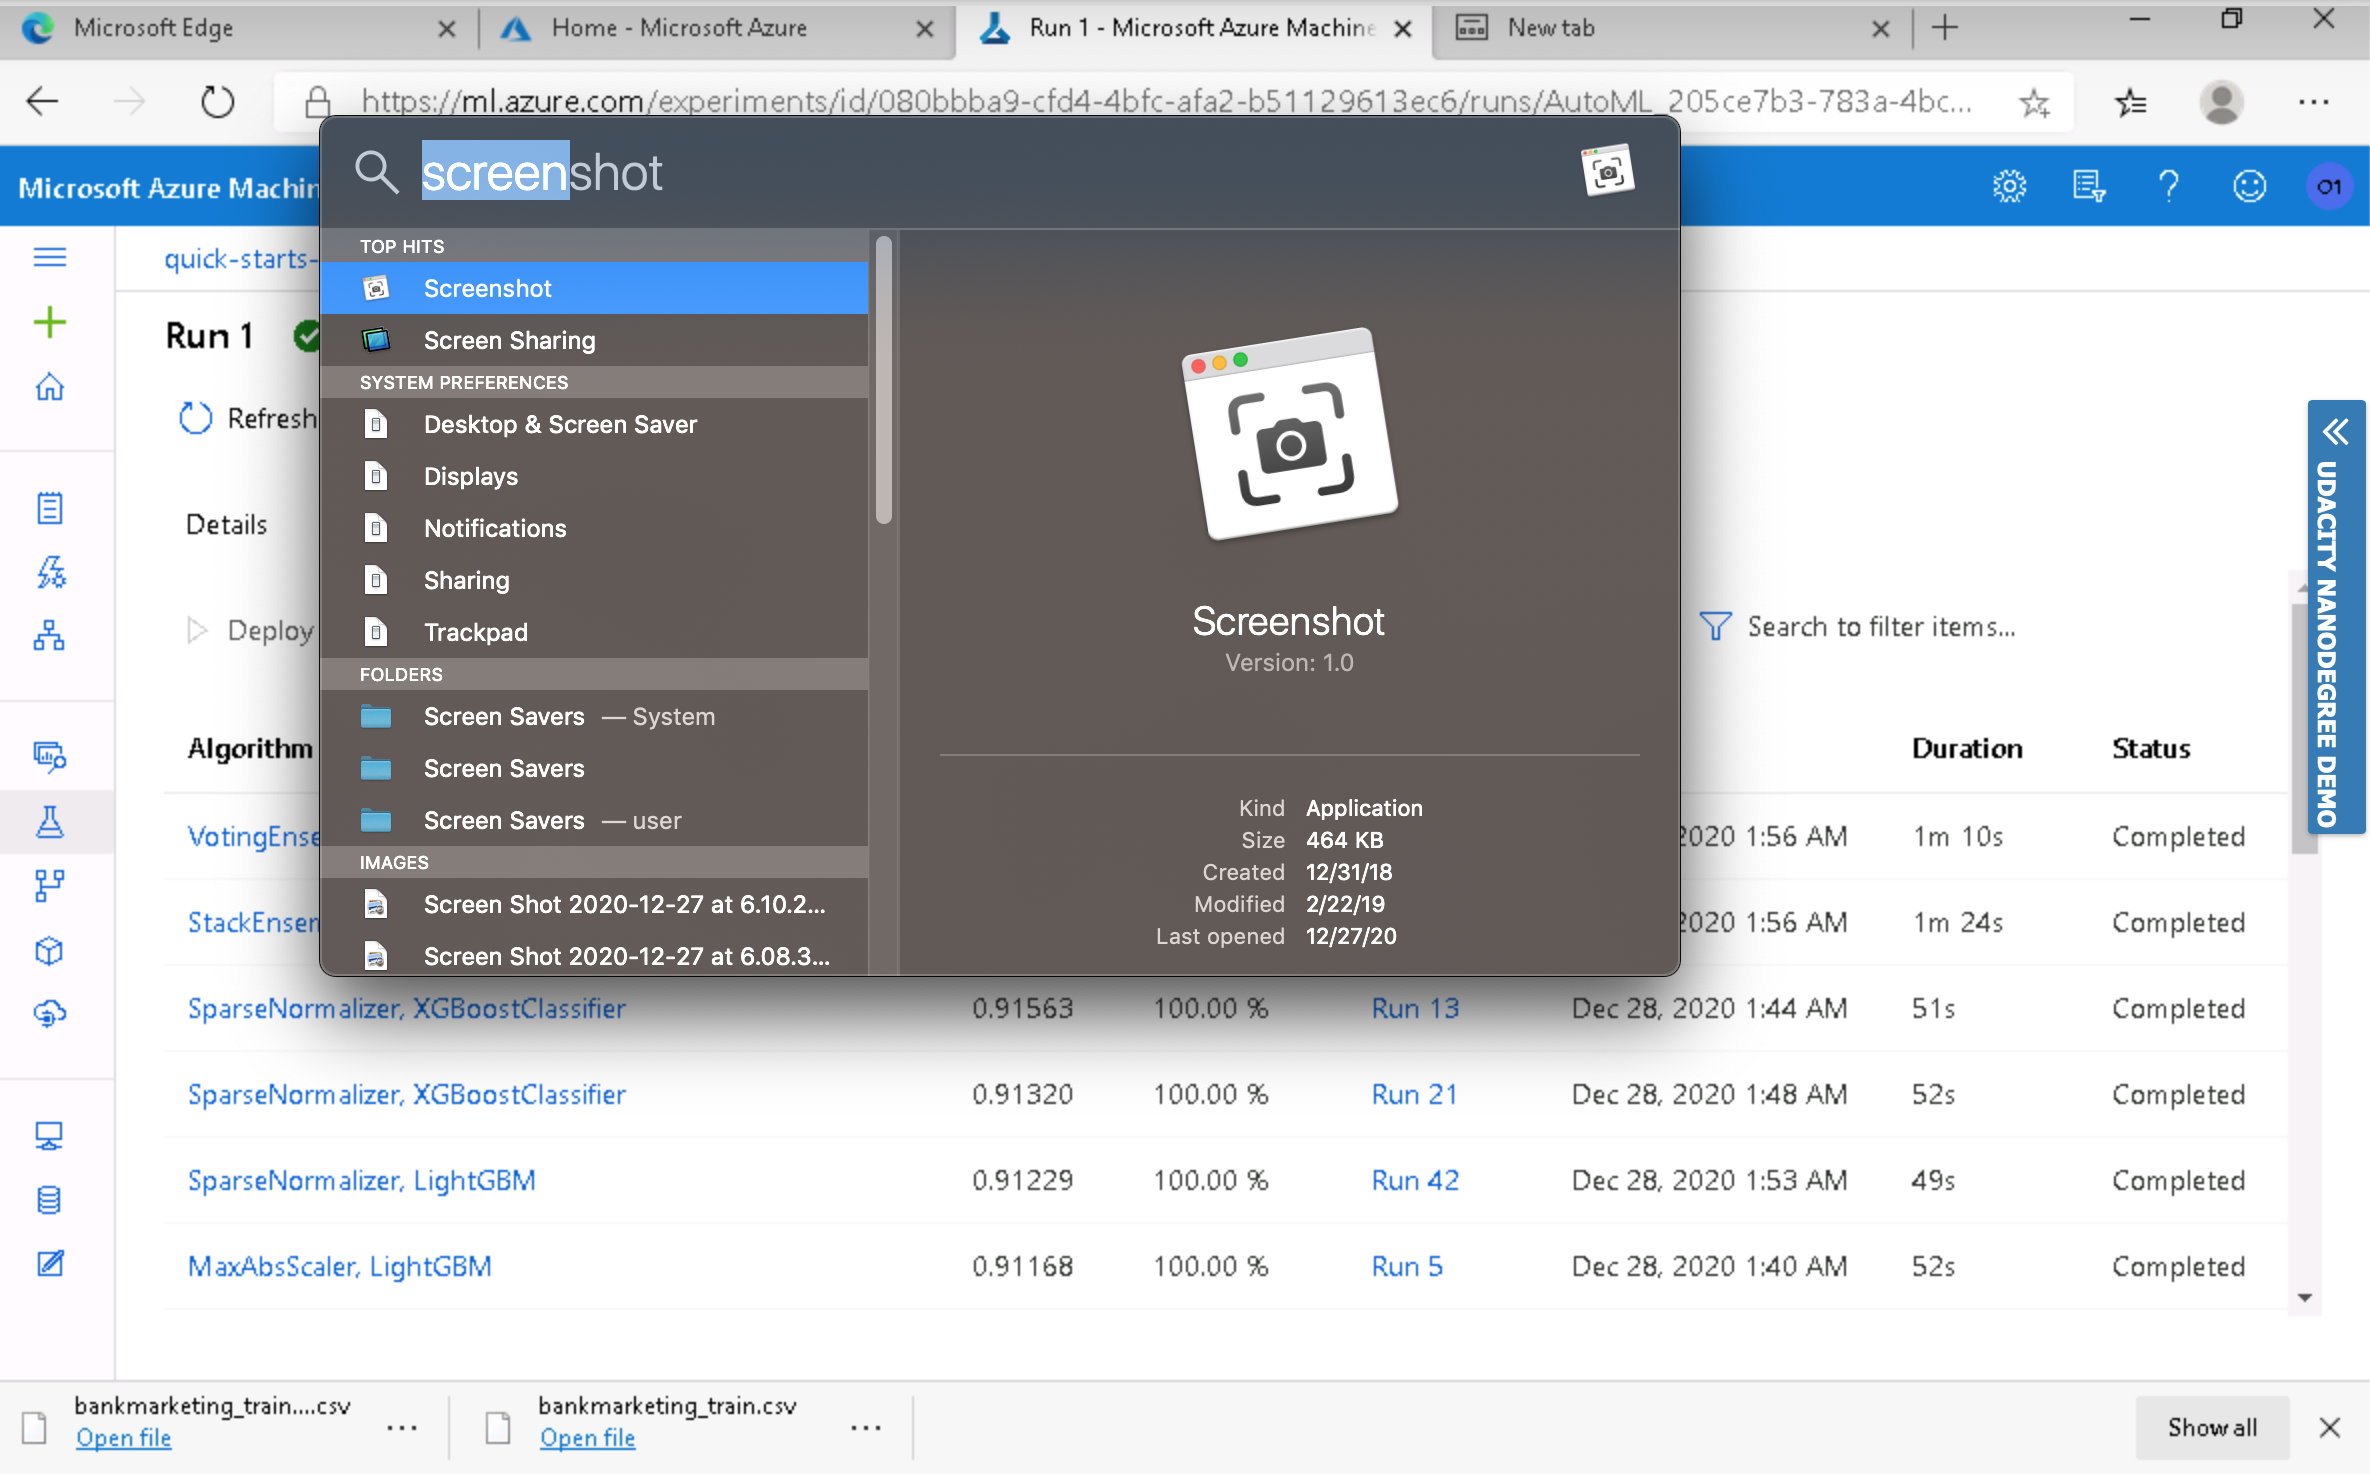 Microsoft Edge
Home - Microsoft Azure
Run 1 - Microsoft Azure Machine
New tab
https://ml.azure.com/experiments/id/080bbba9-cfd4-4bfc-afa2-b51129613ec6/runs/AutoML_205ce7b3-783a-4bc...
Microsoft Azure Machin
01
screenshot
quick-starts-
Run 1
Refresh
Details
Deploy
Search to filter items...
TOP HITS
Screenshot
Screen Sharing
SYSTEM PREFERENCES
Desktop & Screen Saver
Displays
Notifications
Sharing
Trackpad
FOLDERS
Screen Savers — System
Screen Savers
Screen Savers — user
IMAGES
Screen Shot 2020-12-27 at 6.10.2...
Screen Shot 2020-12-27 at 6.08.3...
Screenshot
Version: 1.0
Kind Application
Size 464 KB
Created 12/31/18
Modified 2/22/19
Last opened 12/27/20
UDACITY NANODEGREE DEMO
Algorithm Duration Status
VotingEnse 2020 1:56 AM 1m 10s Completed
StackEnsem 2020 1:56 AM 1m 24s Completed
SparseNormalizer, XGBoostClassifier 0.91563 100.00 % Run 13 Dec 28, 2020 1:44 AM 51s Completed
SparseNormalizer, XGBoostClassifier 0.91320 100.00 % Run 21 Dec 28, 2020 1:48 AM 52s Completed
SparseNormalizer, LightGBM 0.91229 100.00 % Run 42 Dec 28, 2020 1:53 AM 49s Completed
MaxAbsScaler, LightGBM 0.91168 100.00 % Run 5 Dec 28, 2020 1:40 AM 52s Completed
bankmarketing_train....csv
Open file
bankmarketing_train.csv
Open file
Show all